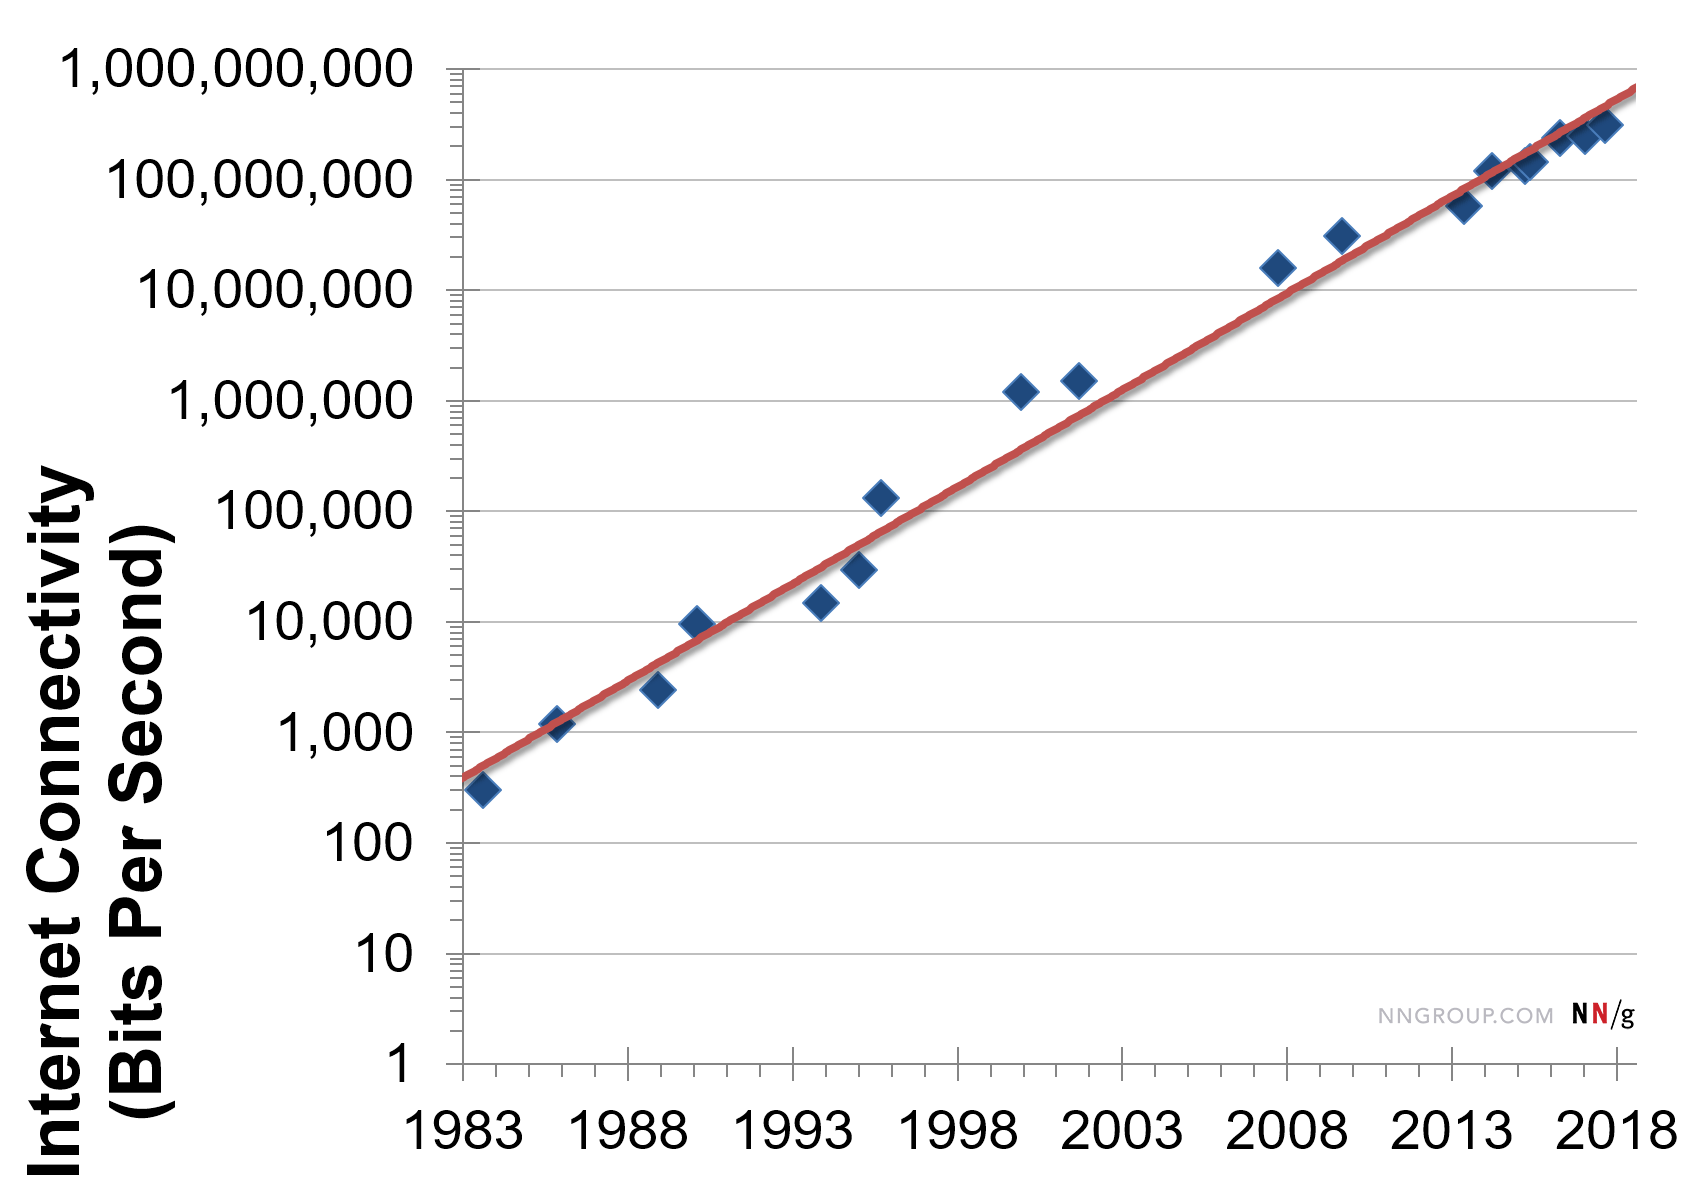 Internet Connectivity
(Bits Per Second)
1,000,000,000
100,000,000
10,000,000
1,000,000
100,000
10,000
1,000
100
10
1
NNGROUP.COM NN/g
1983 1988 1993 1998 2003 2008 2013 2018